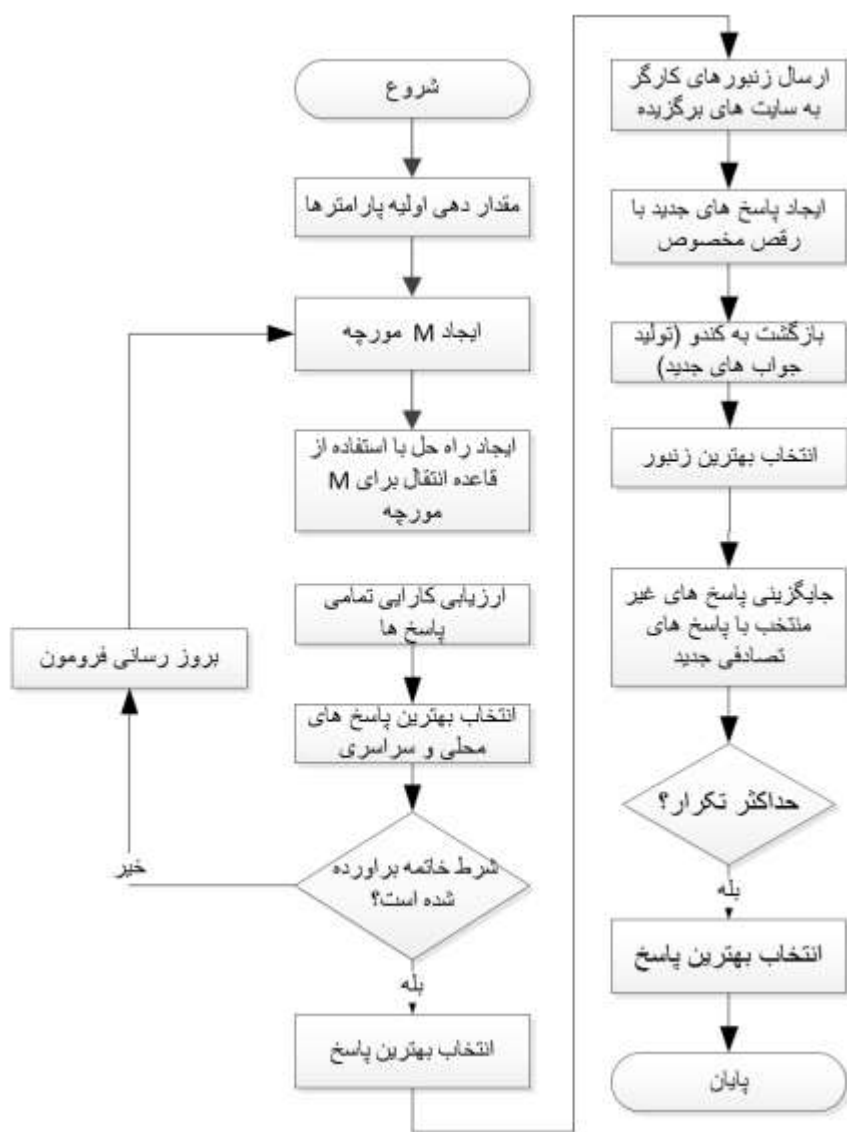 شروع
مقدار دهی اولیه پارامترها
ایجاد M مورچه
ایجاد راه حل با استفاده از
قاعده انتقال برای M
مورچه
ارزیابی کارایی تمامی
پاسخ ها
بروز رسانی فرومون
انتخاب بهترین پاسخ های
محلی و سراسری
شرط خاتمه براورده
شده است؟
خیر
بله
انتخاب بهترین پاسخ
ارسال زنبورهای کارگر
به سایت های برگزیده
ایجاد پاسخ های جدید با
رقص مخصوص
بازگشت به کندو (تولید
جواب های جدید)
انتخاب بهترین زنبور
جایگزینی پاسخ های غیر
منتخب با پاسخ های
تصادفی جدید
حداکثر تکرار؟
بله
انتخاب بهترین پاسخ
پایان